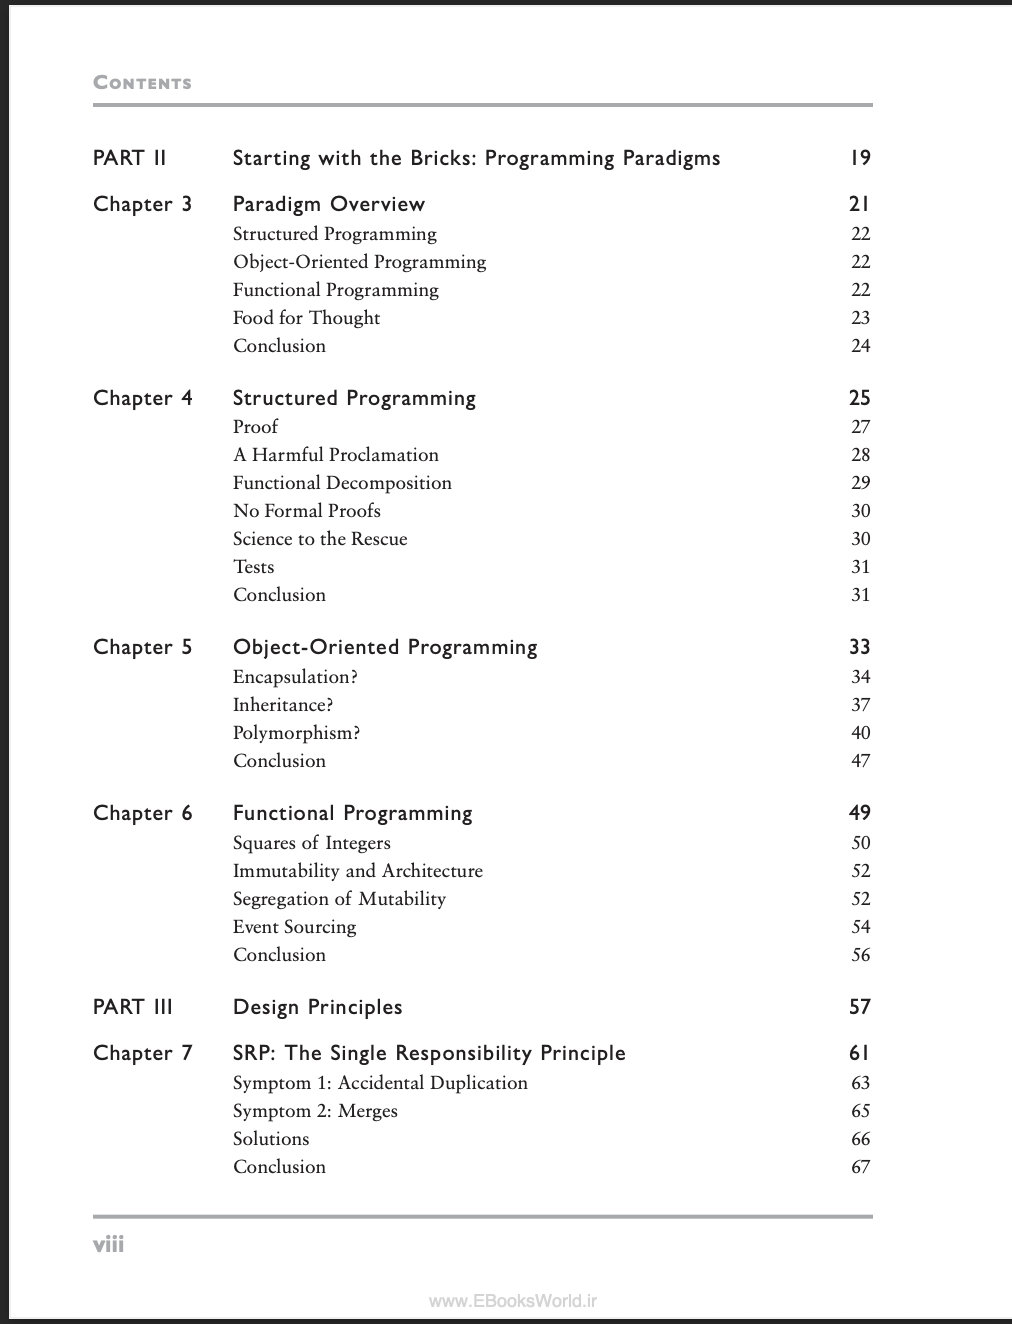 CONTENTS
PART II Starting with the Bricks: Programming Paradigms 19
Chapter 3 Paradigm Overview 21
Structured Programming 22
Object-Oriented Programming 22
Functional Programming 22
Food for Thought 23
Conclusion 24
Chapter 4 Structured Programming 25
Proof 27
A Harmful Proclamation 28
Functional Decomposition 29
No Formal Proofs 30
Science to the Rescue 30
Tests 31
Conclusion 31
Chapter 5 Object-Oriented Programming 33
Encapsulation? 34
Inheritance? 37
Polymorphism? 40
Conclusion 47
Chapter 6 Functional Programming 49
Squares of Integers 50
Immutability and Architecture 52
Segregation of Mutability 52
Event Sourcing 54
Conclusion 56
PART III Design Principles 57
Chapter 7 SRP: The Single Responsibility Principle 61
Symptom 1: Accidental Duplication 63
Symptom 2: Merges 65
Solutions 66
Conclusion 67
viii
www.EBooksWorld.ir